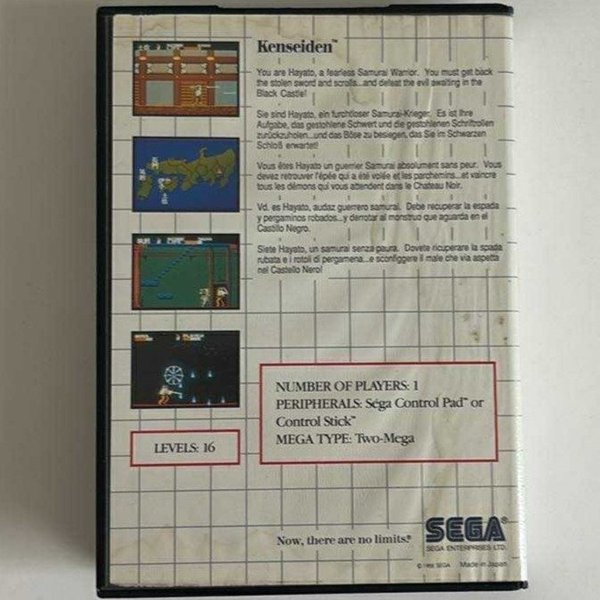 Kenseiden™
You are Hayato, a fearless Samurai Warrior. You must get back
the stolen sword and scrolls...and defeat the evil awaiting in the
Black Castle!
Sie sind Hayato, ein furchtloser Samurai-Krieger. Es ist Ihre
Aufgabe, das gestohlene Schwert und die gestohlenen Schriftrollen
zurückzuholen...und das Böse zu besiegen, das Sie im Schwarzen
Schloß erwartet!
Vous êtes Hayato un guerrier Samurai absolument sans peur. Vous
devez retrouver l'épée qui a été volée et les parchemins...et vaincre
tous les démons qui vous attendent dans le Chateau Noir.
Vd. es Hayato, audaz guerrero samurai. Debe recuperar la espada
y pergaminos robados...y derrotar al monstruo que aguarda en el
Castillo Negro.
Siete Hayato, un samurai senza paura. Dovete ricuperare la spada
rubata e i rotoli di pergamena...e sconfiggere il male che via aspetta
nel Castello Nero!
NUMBER OF PLAYERS: 1
PERIPHERALS: Séga Control Pad™ or
Control Stick™
MEGA TYPE: Two-Mega
LEVELS: 16
Now, there are no limits.®
SEGA®
SEGA ENTERPRISES LTD.
© 1988 SEGA Made in Japan